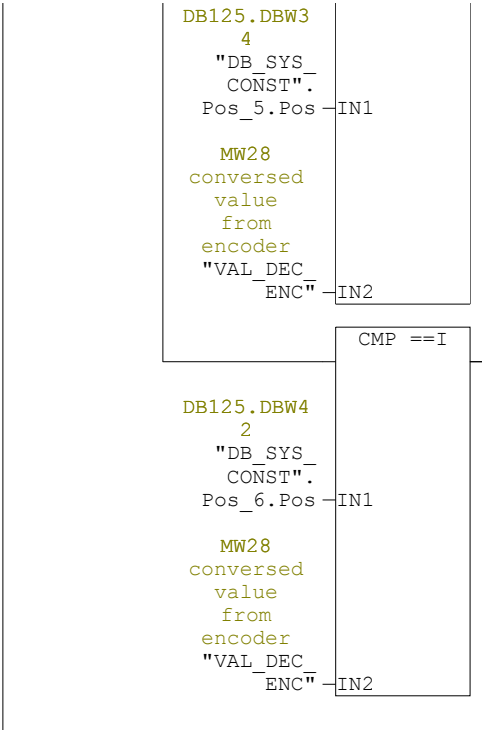 DB125.DBW3
4
"DB_SYS_
CONST".
Pos_5.Pos IN1
MW28
conversed
value
from
encoder
"VAL_DEC_
ENC" IN2
CMP ==I
DB125.DBW4
2
"DB_SYS_
CONST".
Pos_6.Pos IN1
MW28
conversed
value
from
encoder
"VAL_DEC_
ENC" IN2